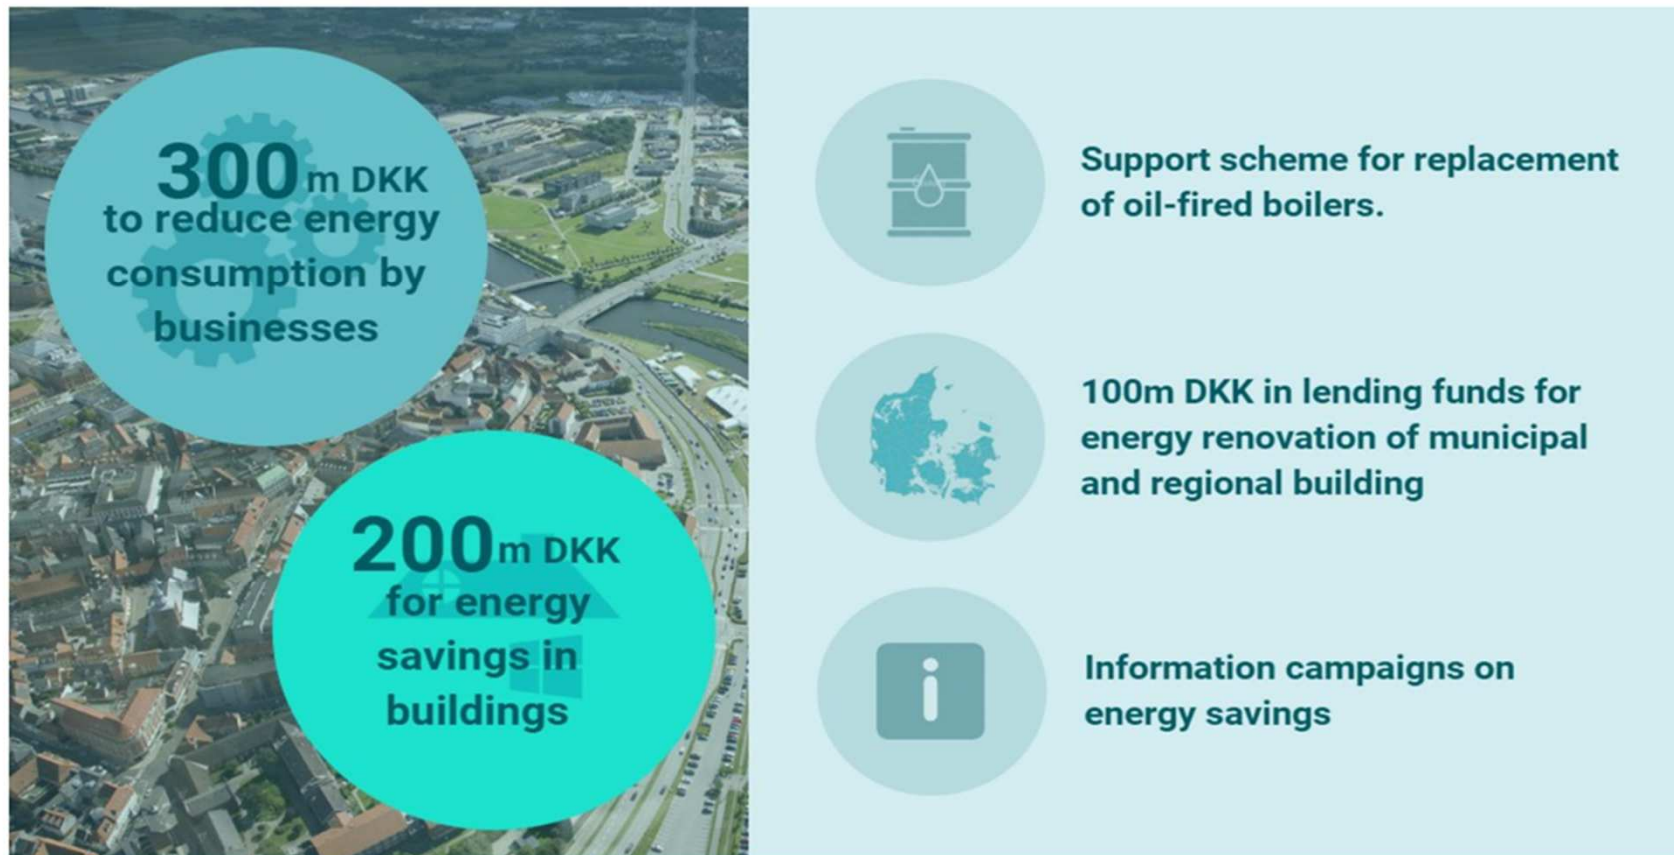 300 m DKK
to reduce energy
consumption by
businesses
200m DKK
for energy
savings in
buildings
Support scheme for replacement
of oil-fired boilers.
100m DKK in lending funds for
energy renovation of municipal
and regional building
i
Information campaigns on
energy savings